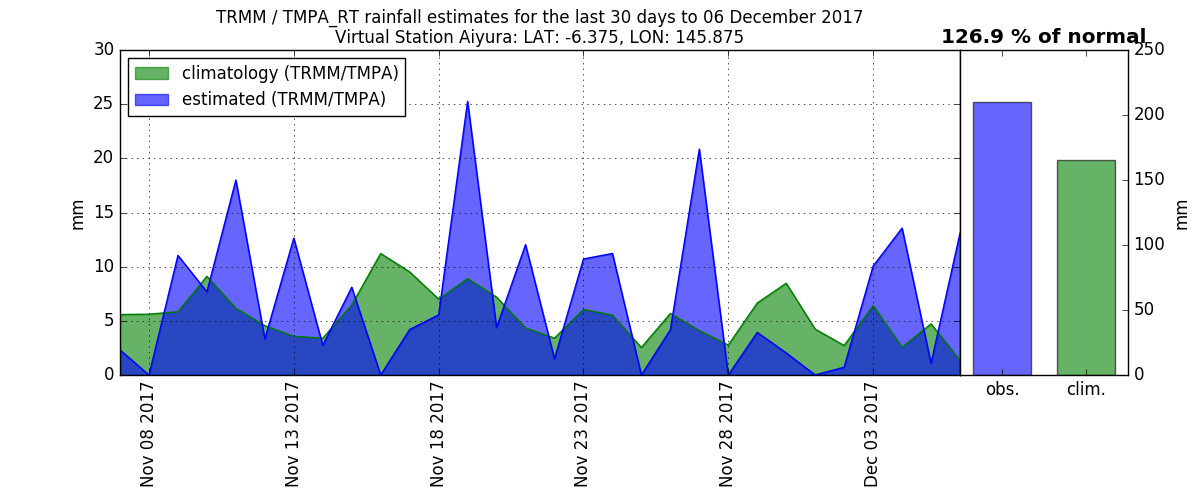 TRMM / TMPA_RT rainfall estimates for the last 30 days to 06 December 2017
Virtual Station Aiyura: LAT: -6.375, LON: 145.875
126.9 % of normal
climatology (TRMM/TMPA)
estimated (TRMM/TMPA)
mm
30
25
20
15
10
5
0
Nov 08 2017
Nov 13 2017
Nov 18 2017
Nov 23 2017
Nov 28 2017
Dec 03 2017
obs.
clim.
250
200
150
100
50
0
mm